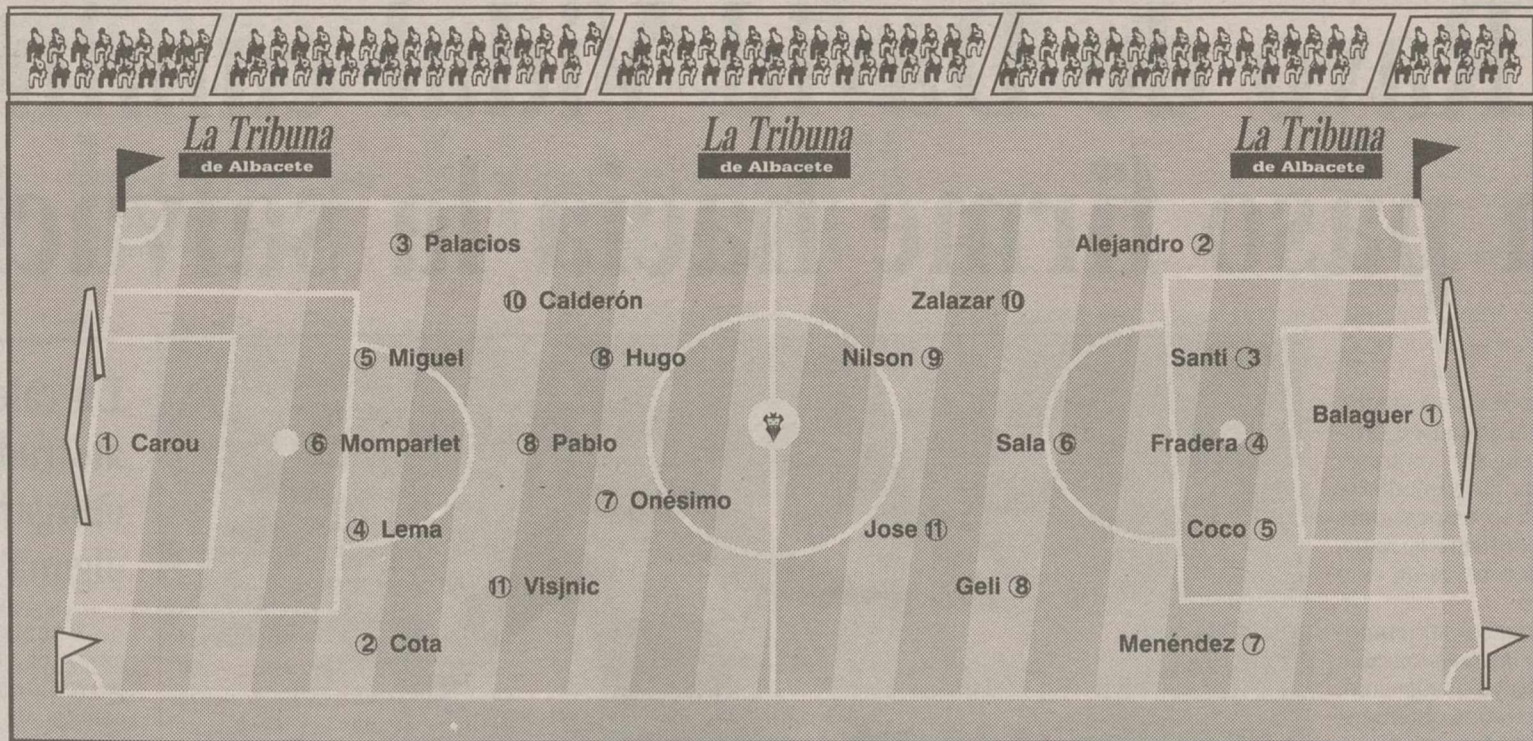 La Tribuna
de Albacete
La Tribuna
de Albacete
La Tribuna
de Albacete
③ Palacios
Alejandro ②
⑩ Calderón
Zalazar ⑩
⑤ Miguel
⑧ Hugo
Nilson ⑨
Santi ③
Balaguer ①
① Carou
⑥ Momparlet
⑧ Pablo
Sala ⑥
Fradera ④
⑦ Onésimo
④ Lema
Jose ⑪
Coco ⑤
⑪ Visjnic
Geli ⑧
② Cota
Menéndez ⑦